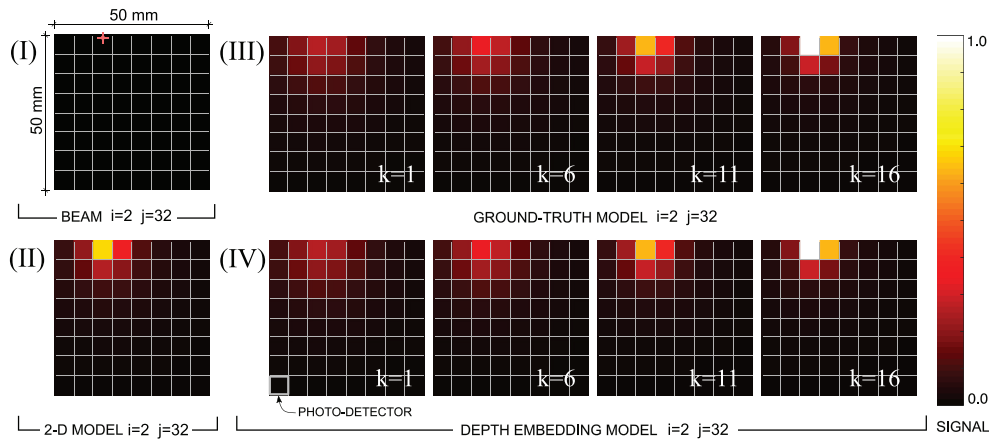 50 mm
(I)
50 mm
BEAM i=2 j=32
(III)
k=1
k=6
k=11
k=16
GROUND-TRUTH MODEL i=2 j=32
1.0
0.0
SIGNAL
(II)
2-D MODEL i=2 j=32
(IV)
k=1
k=6
k=11
k=16
PHOTO-DETECTOR
DEPTH EMBEDDING MODEL i=2 j=32